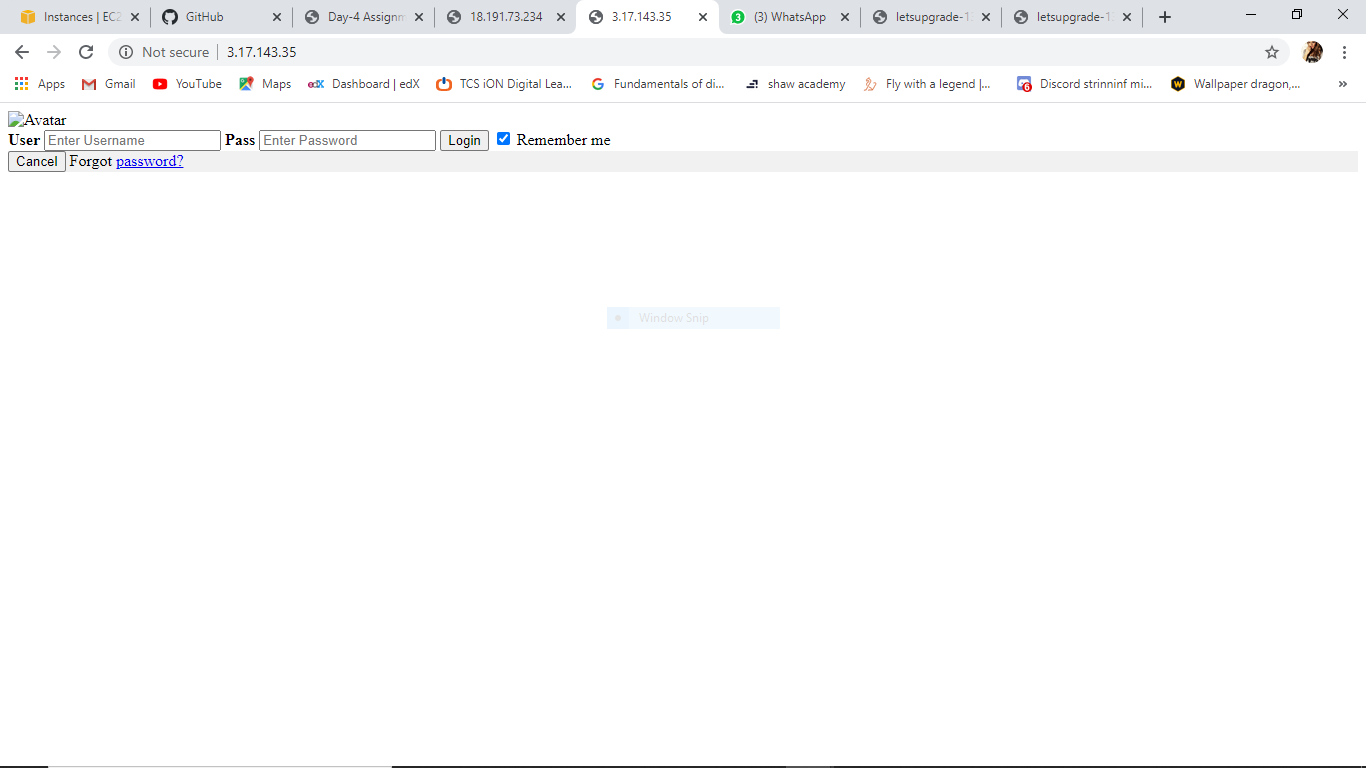 Instances | EC2 GitHub Day-4 Assignm 18.191.73.234 3.17.143.35 (3) WhatsApp letsupgrade-1 letsupgrade-1
Not secure 3.17.143.35
Apps Gmail YouTube Maps edX Dashboard | edX TCS iON Digital Lea... Fundamentals of di... shaw academy Fly with a legend |... Discord strinninf mi... Wallpaper dragon,...
Avatar
User Enter Username Pass Enter Password Login Remember me
Cancel Forgot password?
Window Snip